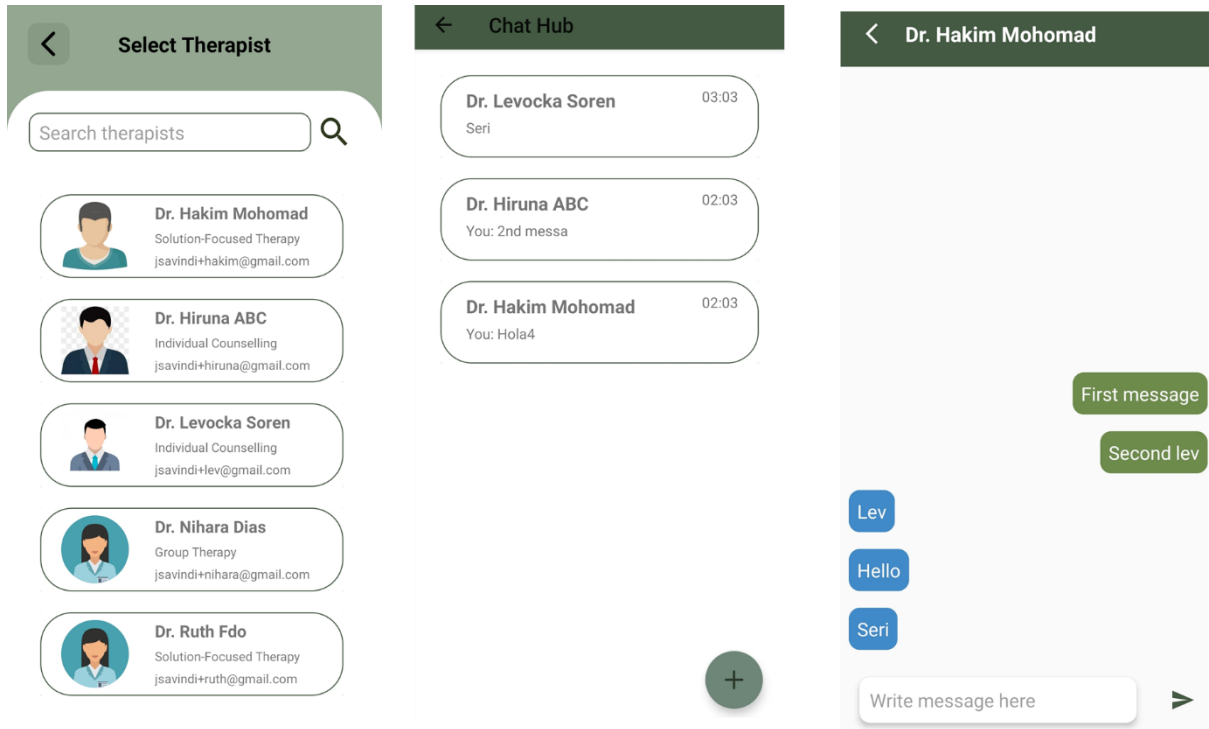 Select Therapist
Search therapists
Dr. Hakim Mohomad
Solution-Focused Therapy
jsavindi+hakim@gmail.com
Dr. Hiruna ABC
Individual Counselling
jsavindi+hiruna@gmail.com
Dr. Levocka Soren
Individual Counselling
jsavindi+lev@gmail.com
Dr. Nihara Dias
Group Therapy
jsavindi+nihara@gmail.com
Dr. Ruth Fdo
Solution-Focused Therapy
jsavindi+ruth@gmail.com
Chat Hub
Dr. Levocka Soren 03:03
Seri
Dr. Hiruna ABC 02:03
You: 2nd messa
Dr. Hakim Mohomad 02:03
You: Hola4
Dr. Hakim Mohomad
First message
Second lev
Lev
Hello
Seri
Write message here